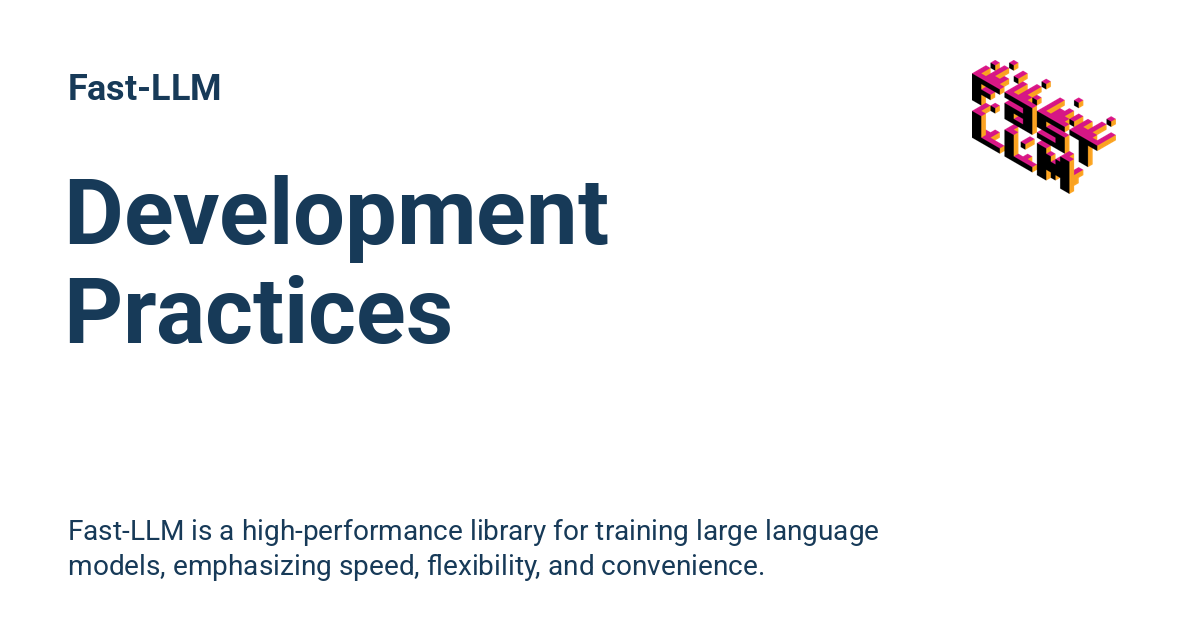 Fast-LLM
Fast
LLM
Development
Practices
Fast-LLM is a high-performance library for training large language
models, emphasizing speed, flexibility, and convenience.